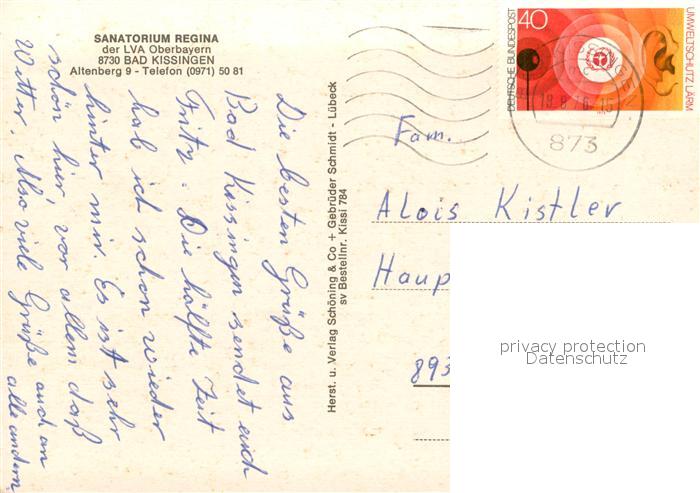 SANATORIUM REGINA
der LVA Oberbayern
8730 BAD KISSINGEN
Altenberg 9 - Telefon (0971) 50 81
Die besten Grüße aus
Bad Kissingen sendet euch
Fritz. Die hälfte Zeit
hab ich schon wieder
hinter mir. Es ist sehr
schön hier, vor allem daß
Witter. Also viele Grüße auch an
alle andern.
Herst. u. Verlag Schöning & Co + Gebrüder Schmidt - Lübeck
sv Bestellnr. Kissi 784
DEUTSCHE BUNDESPOST
40
UMWELTSCHUTZ: LÄRM
873
Fam.
Alois Kistler
Haup
893
privacy protection
Datenschutz